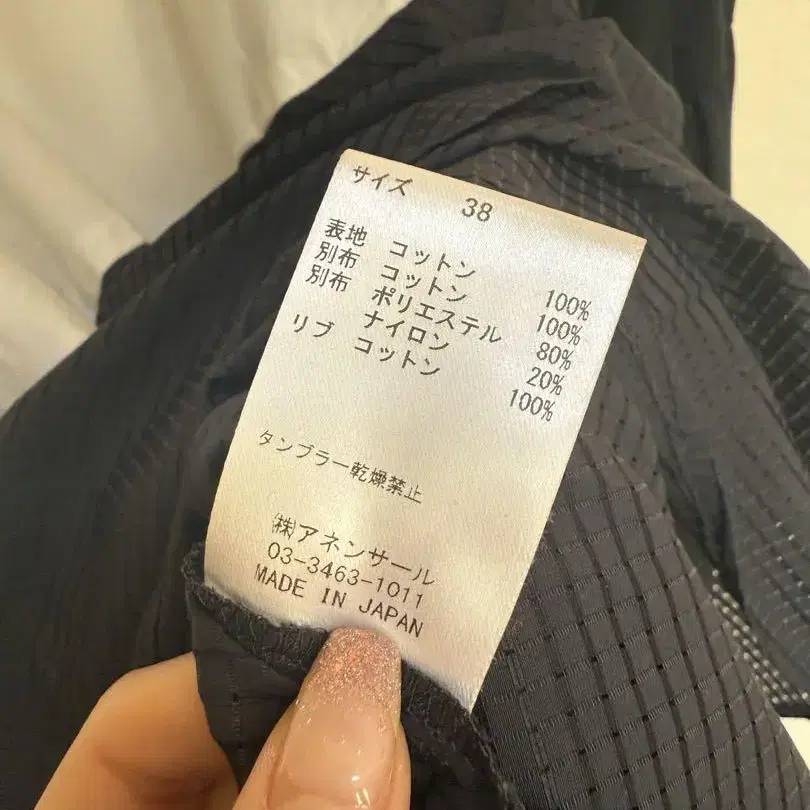 サイズ 38
表地 コットン 100%
別布 コットン 100%
別布 ポリエステル 80%
ナイロン 20%
リブ コットン 100%
タンブラー乾燥禁止
㈱アネンサール
03-3463-1011
MADE IN JAPAN